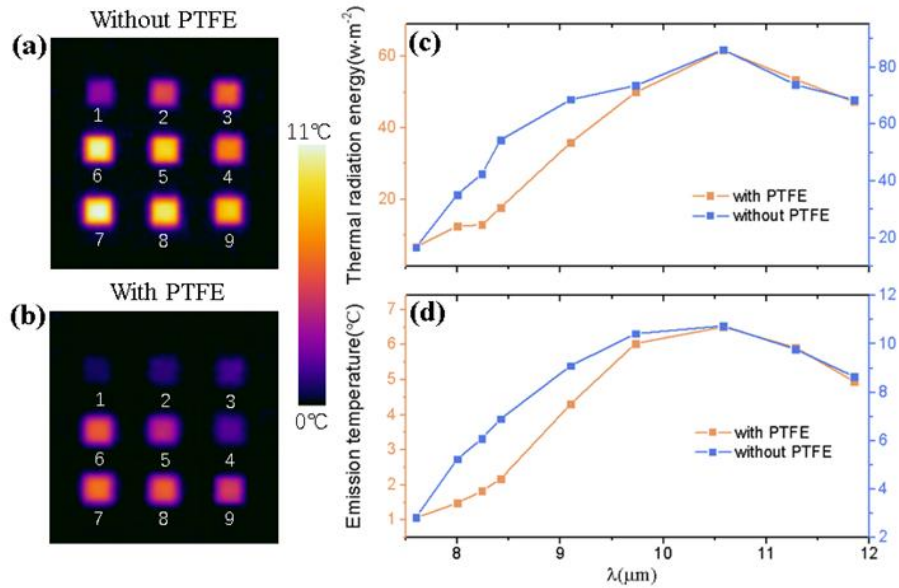 Without PTFE
(a)
1 2 3
6 5 4
7 8 9
11℃
0℃
With PTFE
(b)
1 2 3
6 5 4
7 8 9
(c)
Thermal radiation energy(w·m⁻²)
60
40
20
80
60
40
20
with PTFE
without PTFE
(d)
Emission temperature(℃)
7
6
5
4
3
2
1
12
10
8
6
4
2
with PTFE
without PTFE
8 9 10 11 12
λ(μm)